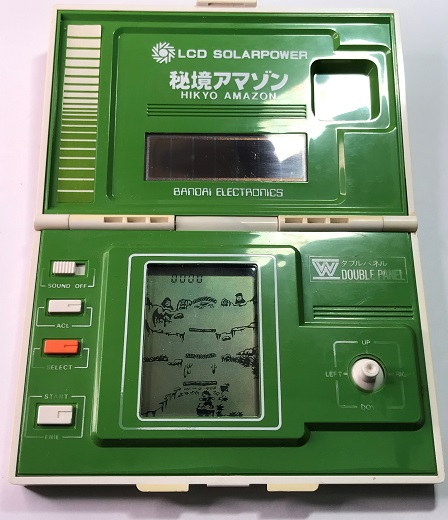 LCD SOLARPOWER
秘境アマゾン
HIKYO AMAZON
BANDAI ELECTRONICS
SOUND OFF
ACL
SELECT
START
FIRE
0000
W
ダブルパネル
DOUBLE PANEL
UP
LEFT